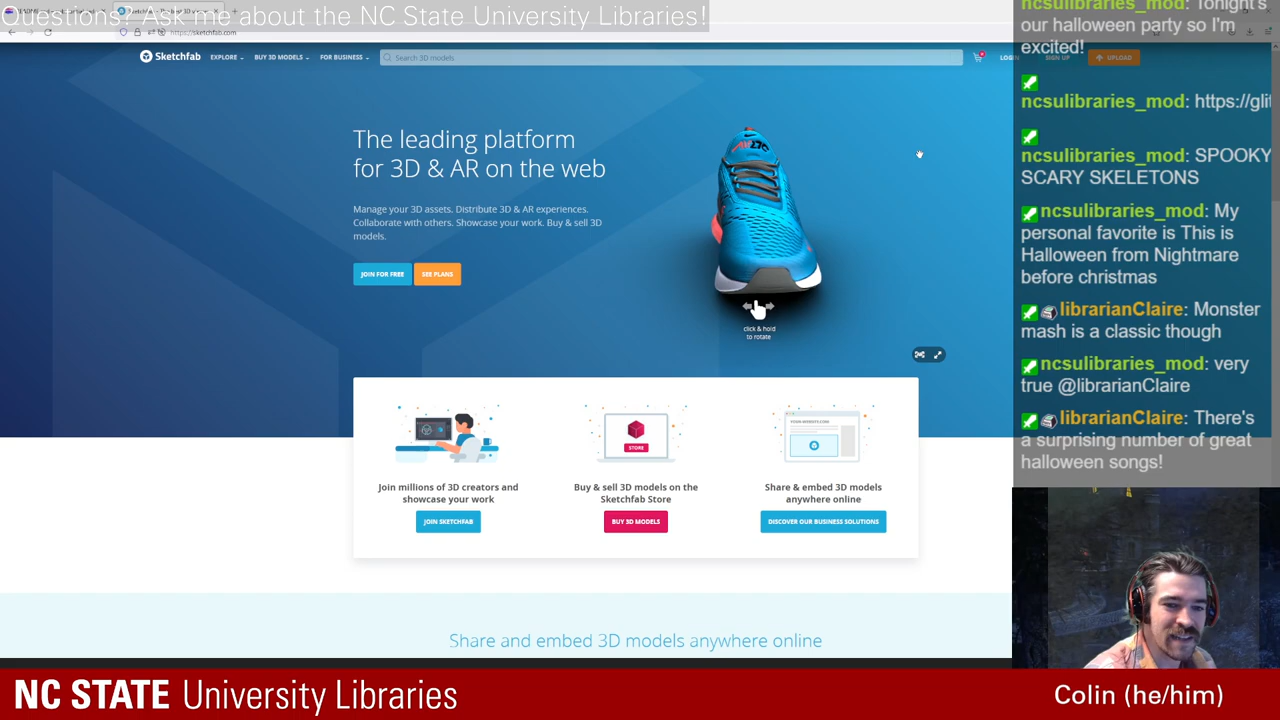 Questions? Ask me about the NC State University Libraries!
https://sketchfab.com
Sketchfab
EXPLORE
BUY 3D MODELS
FOR BUSINESS
Search 3D models
LOGIN
SIGN UP
UPLOAD
The leading platform
for 3D & AR on the web
Manage your 3D assets. Distribute 3D & AR experiences.
Collaborate with others. Showcase your work. Buy & sell 3D
models.
JOIN FOR FREE
SEE PLANS
click & hold
to rotate
STORE
Join millions of 3D creators and
showcase your work
JOIN SKETCHFAB
Buy & sell 3D models on the
Sketchfab Store
BUY 3D MODELS
Share & embed 3D models
anywhere online
DISCOVER OUR BUSINESS SOLUTIONS
Share and embed 3D models anywhere online
ncsulibraries_mod: Tonight's
our halloween party so I'm
excited!
ncsulibraries_mod: https://gli
ncsulibraries_mod: SPOOKY
SCARY SKELETONS
ncsulibraries_mod: My
personal favorite is This is
Halloween from Nightmare
before christmas
librarianClaire: Monster
mash is a classic though
ncsulibraries_mod: very
true @librarianClaire
librarianClaire: There's
a surprising number of great
halloween songs!
NC STATE University Libraries
Colin (he/him)